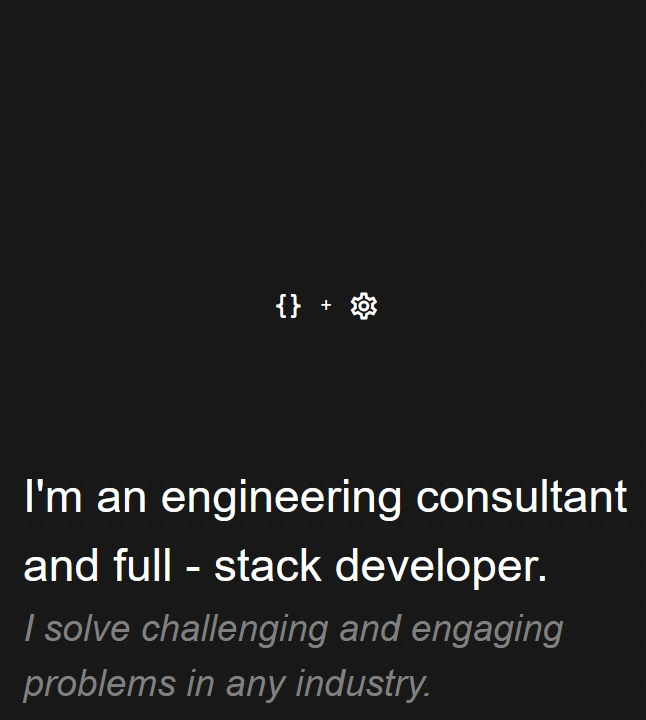 {} +
I'm an engineering consultant
and full - stack developer.
I solve challenging and engaging
problems in any industry.